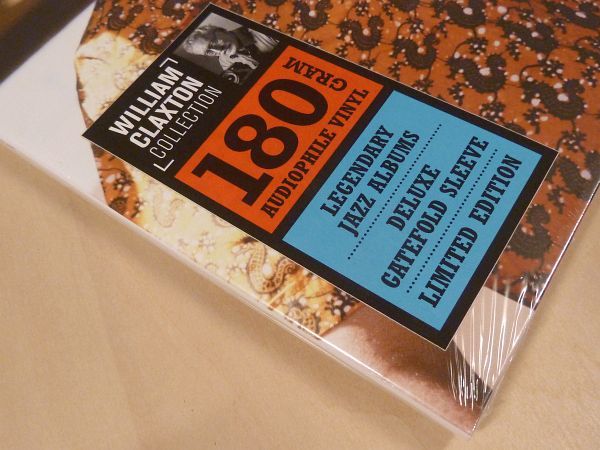 WILLIAM
CLAXTON
COLLECTION
180
GRAM
AUDIOPHILE VINYL
LEGENDARY
JAZZ ALBUMS
DELUXE
GATEFOLD SLEEVE
LIMITED EDITION